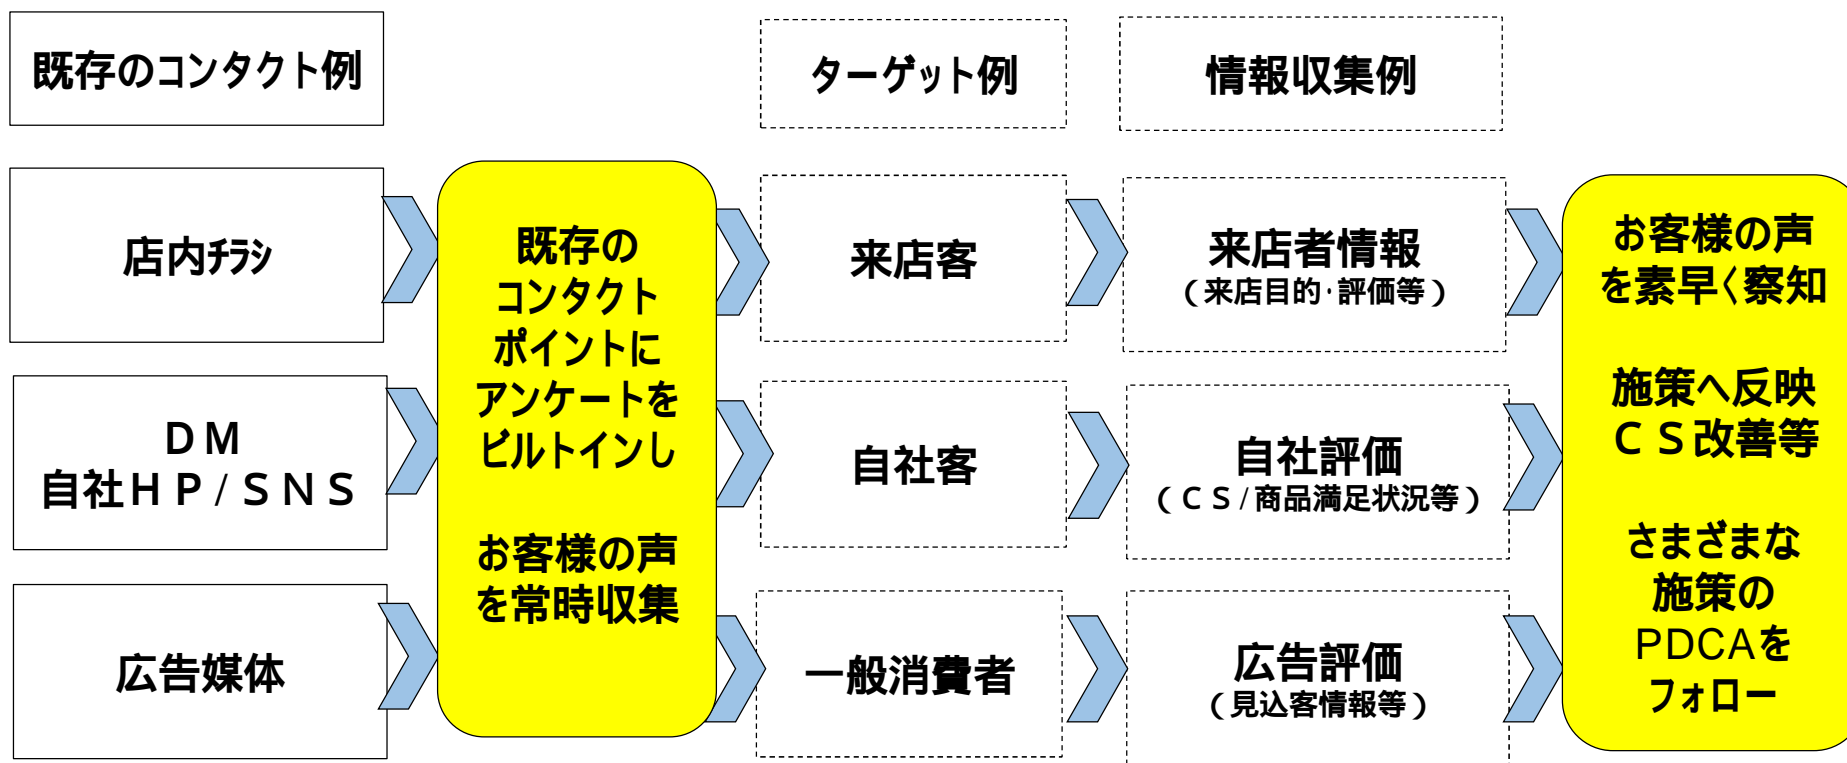 既存のコンタクト例
ターゲット例
情報収集例
店内ﾁﾗｼ
既存の
コンタクト
ポイントに
アンケートを
ビルトインし
お客様の声
を常時収集
来店客
来店者情報
（来店目的･評価等）
お客様の声
を素早く察知
施策へ反映
ＣＳ改善等
さまざまな
施策の
PDCAを
フォロー
ＤＭ
自社ＨＰ/ＳＮＳ
自社客
自社評価
（ＣＳ/商品満足状況等）
広告媒体
一般消費者
広告評価
（見込客情報等）